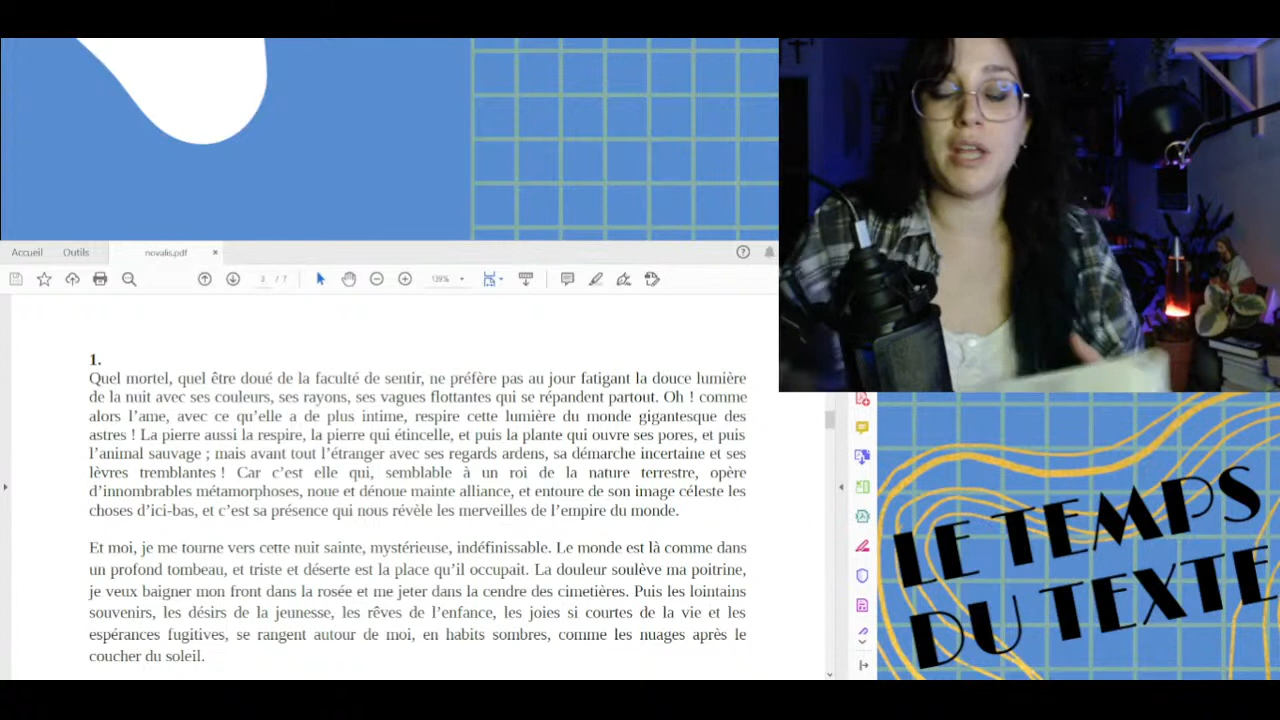 Accueil Outils novalis.pdf
3 / 7 139%
1.
Quel mortel, quel être doué de la faculté de sentir, ne préfère pas au jour fatigant la douce lumière
de la nuit avec ses couleurs, ses rayons, ses vagues flottantes qui se répandent partout. Oh ! comme
alors l’ame, avec ce qu’elle a de plus intime, respire cette lumière du monde gigantesque des
astres ! La pierre aussi la respire, la pierre qui étincelle, et puis la plante qui ouvre ses pores, et puis
l’animal sauvage ; mais avant tout l’étranger avec ses regards ardens, sa démarche incertaine et ses
lèvres tremblantes ! Car c’est elle qui, semblable à un roi de la nature terrestre, opère
d’innombrables métamorphoses, noue et dénoue mainte alliance, et entoure de son image céleste les
choses d’ici-bas, et c’est sa présence qui nous révèle les merveilles de l’empire du monde.
Et moi, je me tourne vers cette nuit sainte, mystérieuse, indéfinissable. Le monde est là comme dans
un profond tombeau, et triste et déserte est la place qu’il occupait. La douleur soulève ma poitrine,
je veux baigner mon front dans la rosée et me jeter dans la cendre des cimetières. Puis les lointains
souvenirs, les désirs de la jeunesse, les rêves de l’enfance, les joies si courtes de la vie et les
espérances fugitives, se rangent autour de moi, en habits sombres, comme les nuages après le
coucher du soleil.
LE TEMPS
DU TEXTE